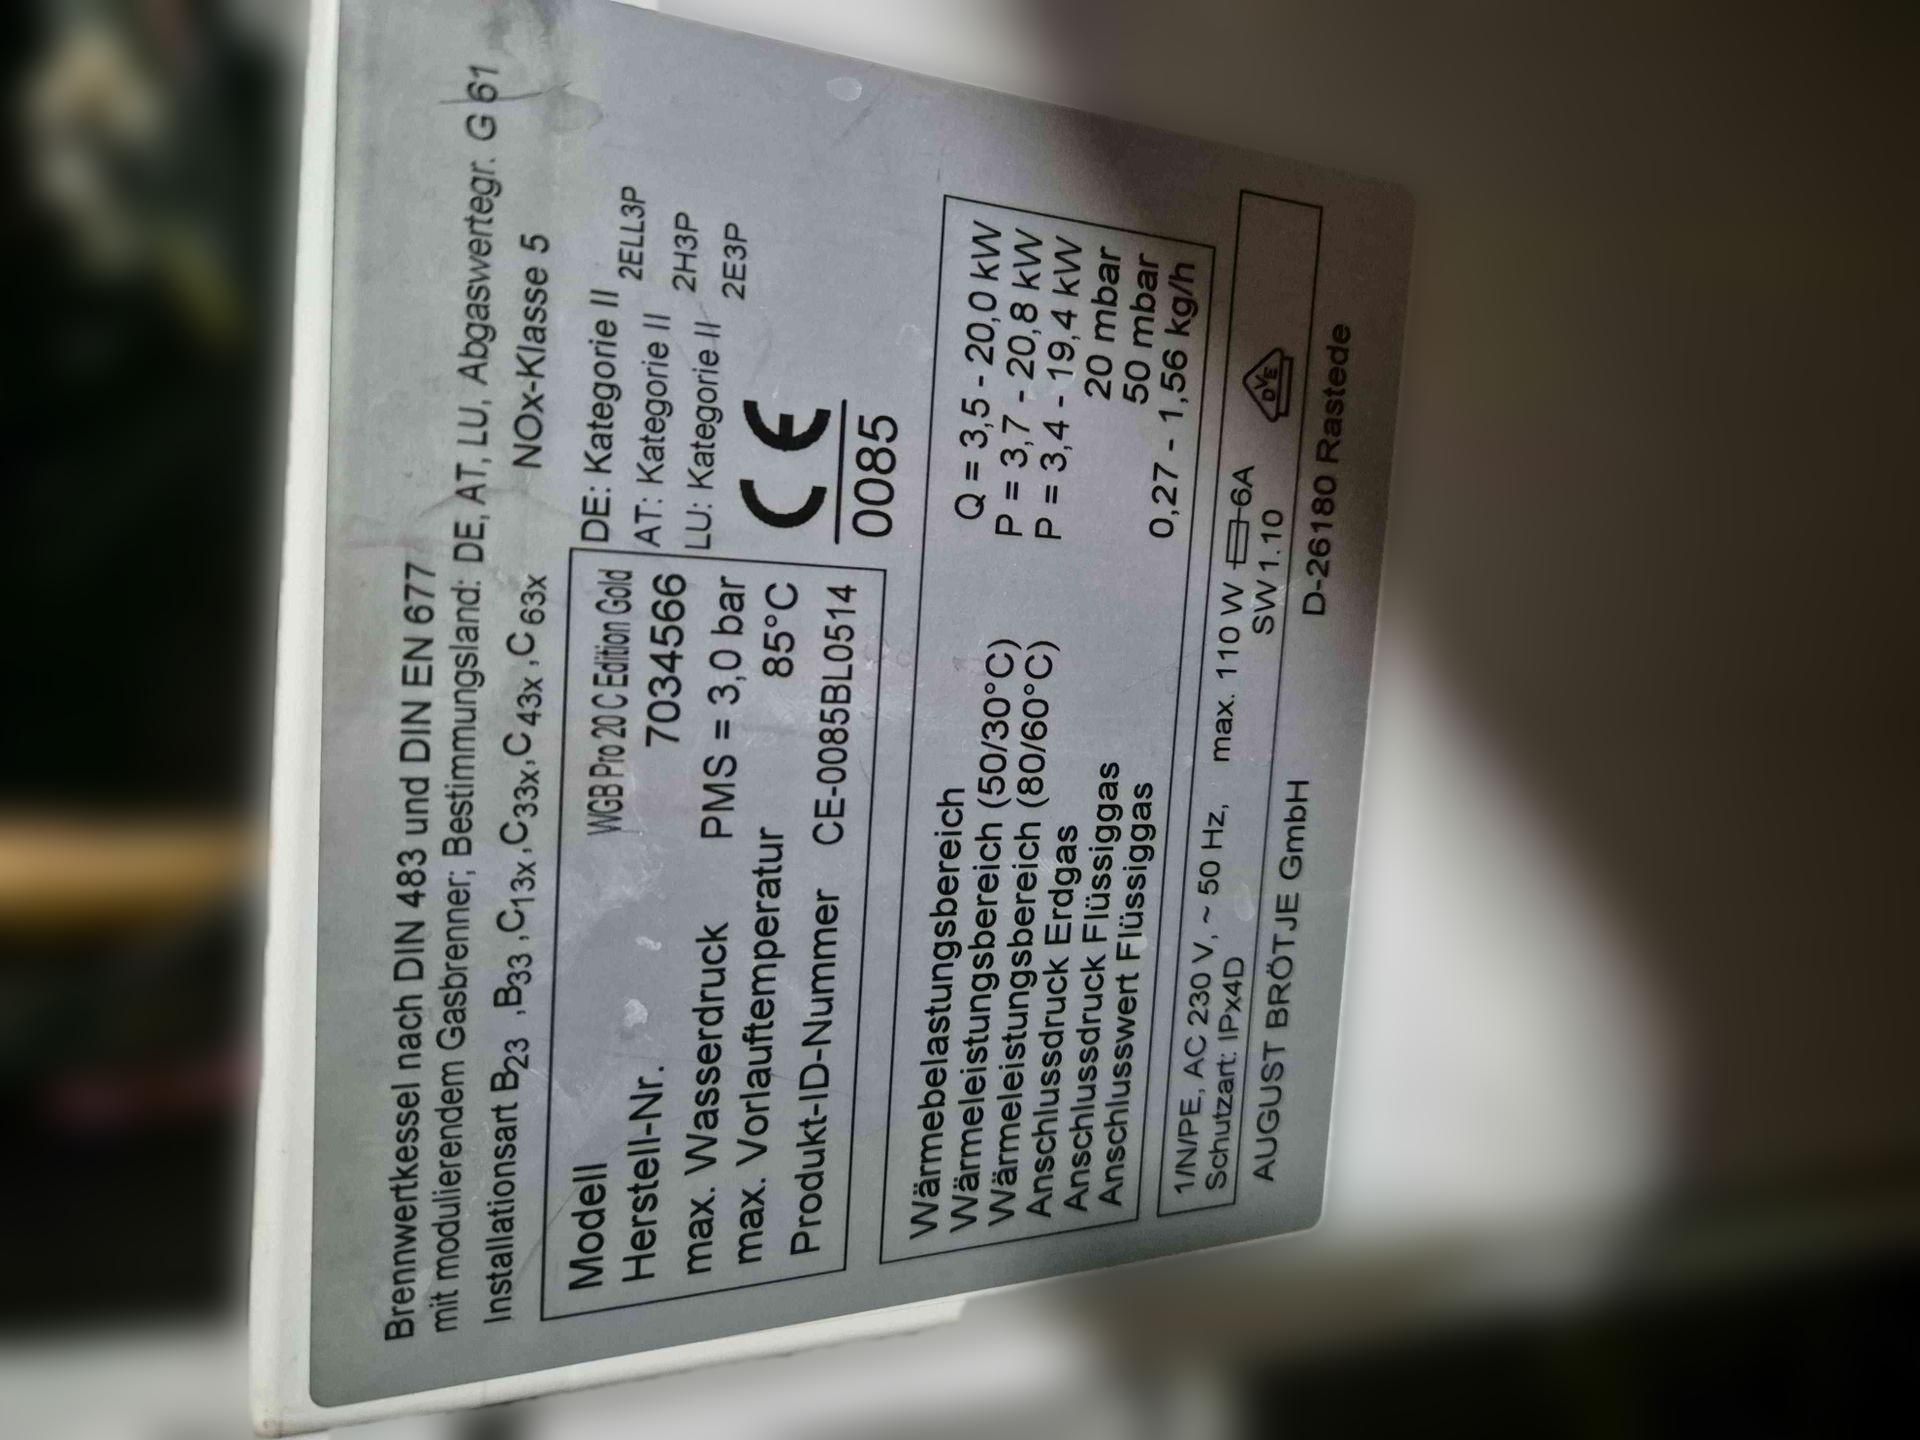 Brennwertkessel nach DIN 483 und DIN EN 677
mit modulierendem Gasbrenner; Bestimmungsland: DE, AT, LU, Abgaswertegr. G 61
Installationsart B23 ,B33 ,C13x ,C33x,C43x ,C63x NOx-Klasse 5
Modell WGB Pro 20 C Edition Gold
Herstell-Nr. 7034566
max. Wasserdruck PMS = 3,0 bar
max. Vorlauftemperatur 85°C
Produkt-ID-Nummer CE-0085BL0514
DE: Kategorie II 2ELL3P
AT: Kategorie II 2H3P
LU: Kategorie II 2E3P
CE
0085
Wärmebelastungsbereich Q = 3,5 - 20,0 kW
Wärmeleistungsbereich (50/30°C) P = 3,7 - 20,8 kW
Wärmeleistungsbereich (80/60°C) P = 3,4 - 19,4 kW
Anschlussdruck Erdgas 20 mbar
Anschlussdruck Flüssiggas 50 mbar
Anschlusswert Flüssiggas 0,27 - 1,56 kg/h
1/N/PE, AC 230 V, ~ 50 Hz, max. 110 W 6A
Schutzart: IPx4D SW1.10 DVE
AUGUST BRÖTJE GmbH D-26180 Rastede